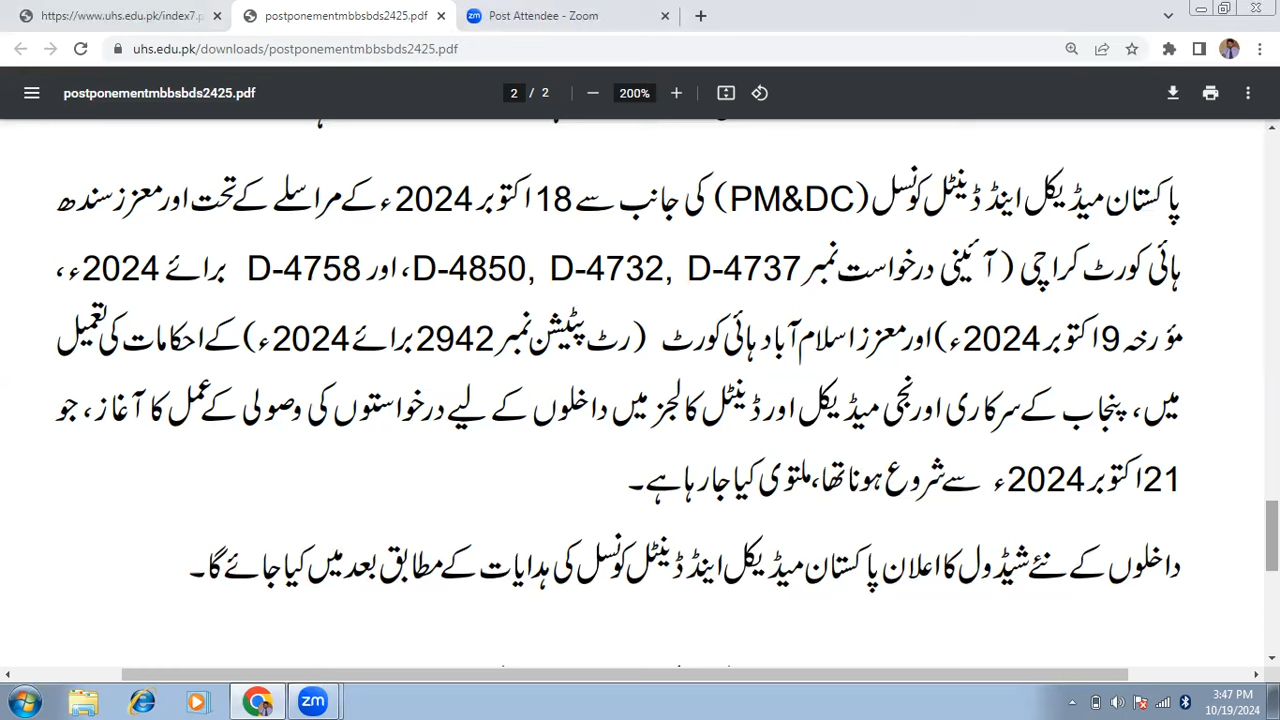 https://www.uhs.edu.pk/index7.p
postponementmbbsbds2425.pdf
zm Post Attendee - Zoom
uhs.edu.pk/downloads/postponementmbbsbds2425.pdf
postponementmbbsbds2425.pdf
2 / 2
200%
پاکستان میڈیکل اینڈ ڈینٹل کونسل (PM&DC) کی جانب سے 18 اکتوبر 2024ء کے مراسلے کے تحت اور معزز سندھ
ہائی کورٹ کراچی (آئینی درخواست نمبر D-4737 ,D-4732 ,D-4850، اور D-4758 برائے 2024ء،
مؤرخہ 9 اکتوبر 2024ء) اور معزز اسلام آباد ہائی کورٹ (رٹ پٹیشن نمبر 2942 برائے 2024ء) کے احکامات کی تعمیل
میں، پنجاب کے سرکاری اور نجی میڈیکل اور ڈینٹل کالجز میں داخلوں کے لیے درخواستوں کی وصولی کے عمل کا آغاز، جو
21 اکتوبر 2024ء سے شروع ہونا تھا، ملتوی کیا جا رہا ہے۔
داخلوں کے نئے شیڈول کا اعلان پاکستان میڈیکل اینڈ ڈینٹل کونسل کی ہدایات کے مطابق بعد میں کیا جائے گا۔
zm
3:47 PM
10/19/2024